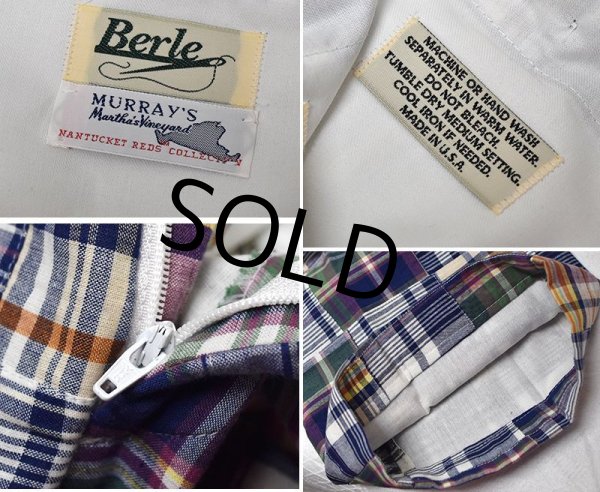 Berle
MURRAY'S
Martha's Vineyard
NANTUCKET REDS COLLECTION
MACHINE OR HAND WASH
SEPARATELY IN WARM WATER.
DO NOT BLEACH.
TUMBLE DRY, MEDIUM SETTING.
COOL IRON IF NEEDED.
MADE IN U.S.A.
SOLD